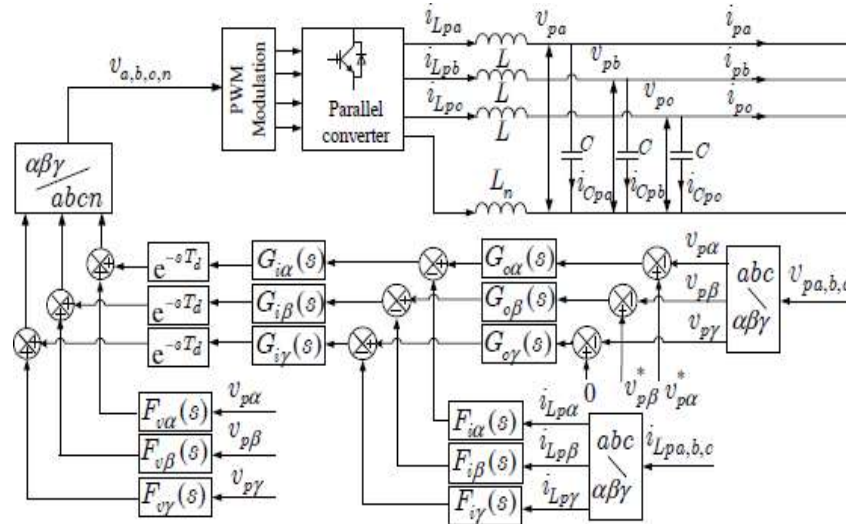 i_{Lpa} v_{pa} i_{pa}
v_{a,b,c,n} PWM Modulation Parallel converter
L
i_{Lpb} v_{pb} i_{pb}
L
i_{Lpc} v_{pc} i_{pc}
L
C C C
L_n i_{Cpa} i_{Cpb} i_{Cpc}
αβγ abcn
e^{-sT_d} G_{iα}(s) G_{oα}(s) v_{pα}
e^{-sT_d} G_{iβ}(s) G_{oβ}(s) v_{pβ} abc αβγ v_{pa,b,c}
e^{-sT_d} G_{iγ}(s) G_{oγ}(s) v_{pγ}
0 v^*_{pβ} v^*_{pα}
F_{vα}(s) v_{pα} F_{iα}(s) i_{Lpα}
F_{vβ}(s) v_{pβ} F_{iβ}(s) i_{Lpβ} abc αβγ i_{Lpa,b,c}
F_{vγ}(s) v_{pγ} F_{iγ}(s) i_{Lpγ}